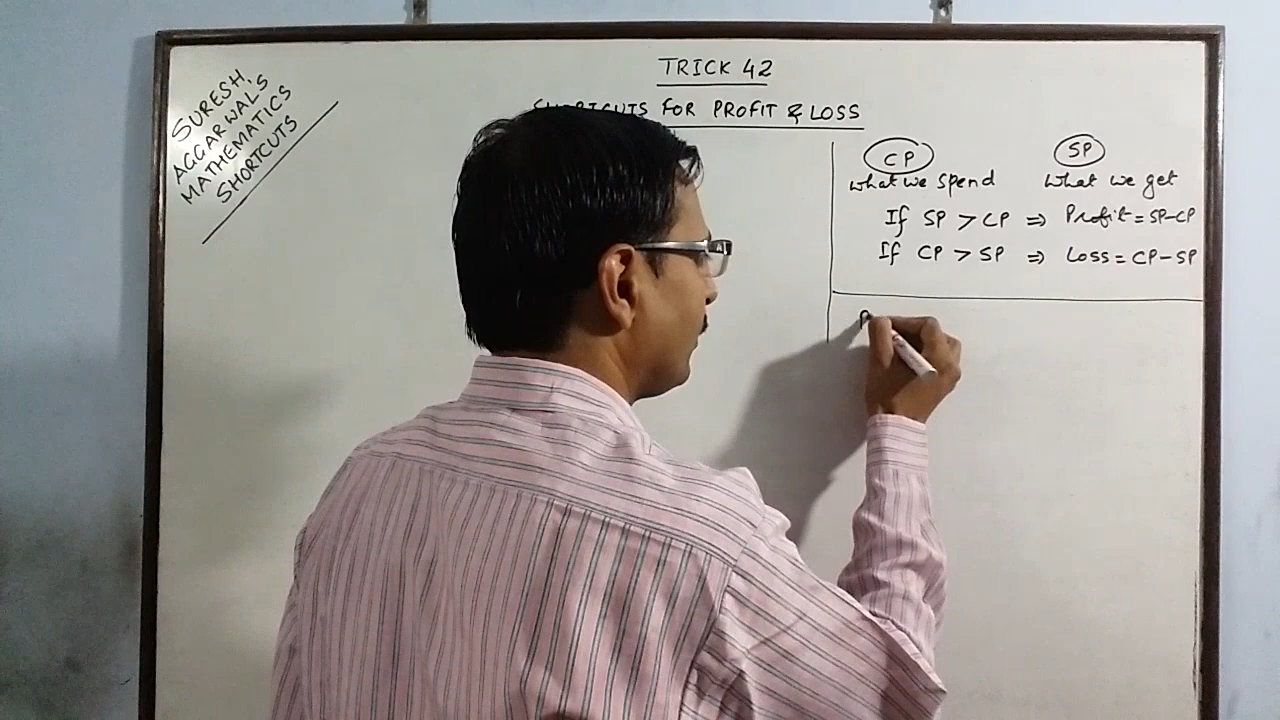 SURESH
AGGARWAL'S
MATHEMATICS
SHORTCUTS
TRICK 42
SHORTCUTS FOR PROFIT & LOSS
CP SP
What we spend What we get
If SP > CP ⇒ Profit = SP-CP
If CP > SP ⇒ Loss = CP - SP